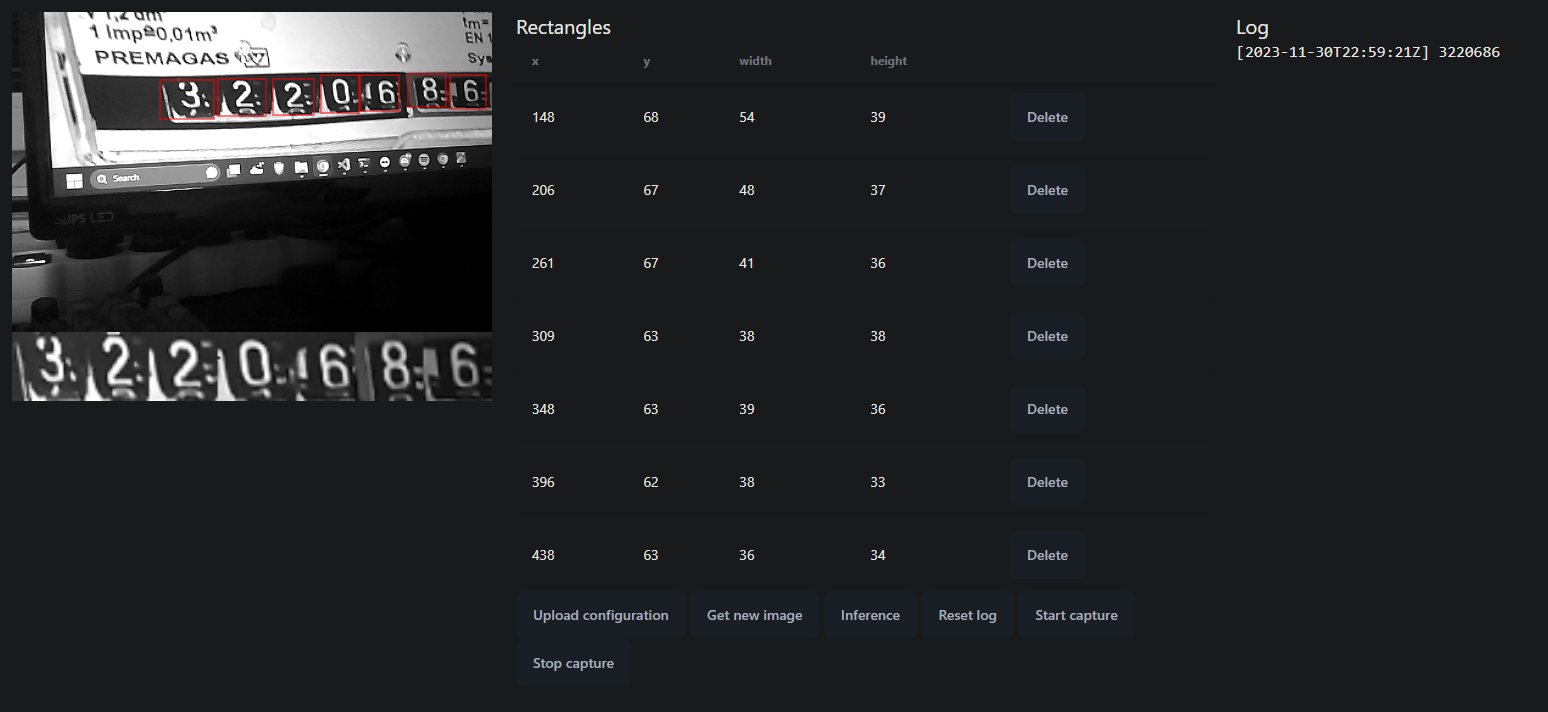 V 1,2 dm³
1 Imp≙0,01m³
tm=
EN 1
PREMAGAS
Sy
3 2 2 0 6 8 6
Search
IPS LED
3 2 2 0 6 8 6
Rectangles
x y width height
148 68 54 39 Delete
206 67 48 37 Delete
261 67 41 36 Delete
309 63 38 38 Delete
348 63 39 36 Delete
396 62 38 33 Delete
438 63 36 34 Delete
Upload configuration Get new image Inference Reset log Start capture
Stop capture
Log
[2023-11-30T22:59:21Z] 3220686